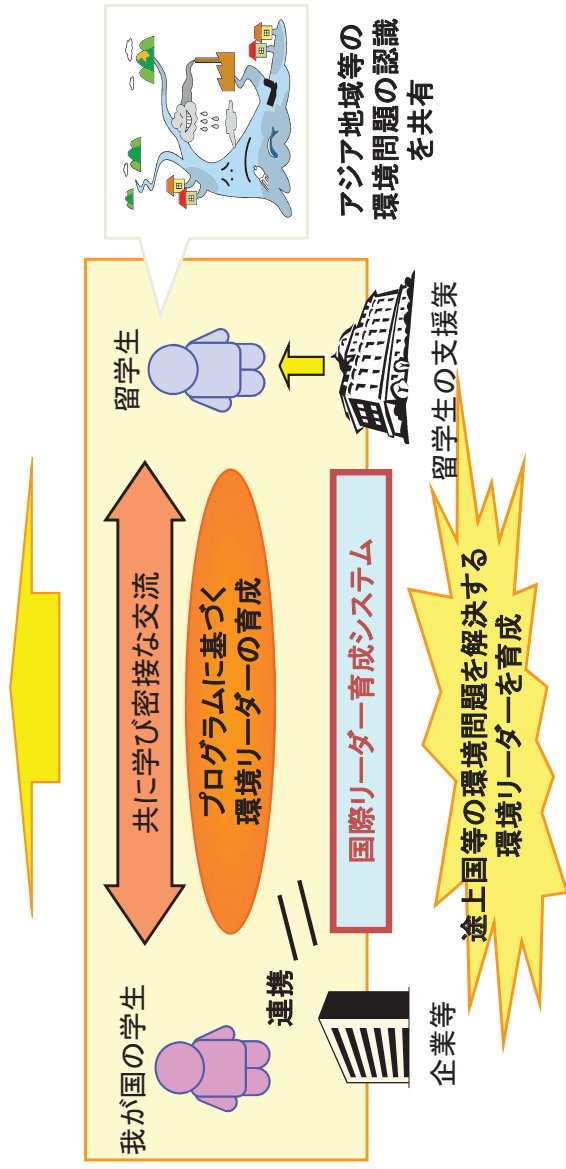 我が国の学生
共に学び密接な交流
留学生
アジア地域等の
環境問題の認識
を共有
プログラムに基づく
環境リーダーの育成
連携
国際リーダー育成システム
企業等
留学生の支援策
途上国等の環境問題を解決する
環境リーダーを育成